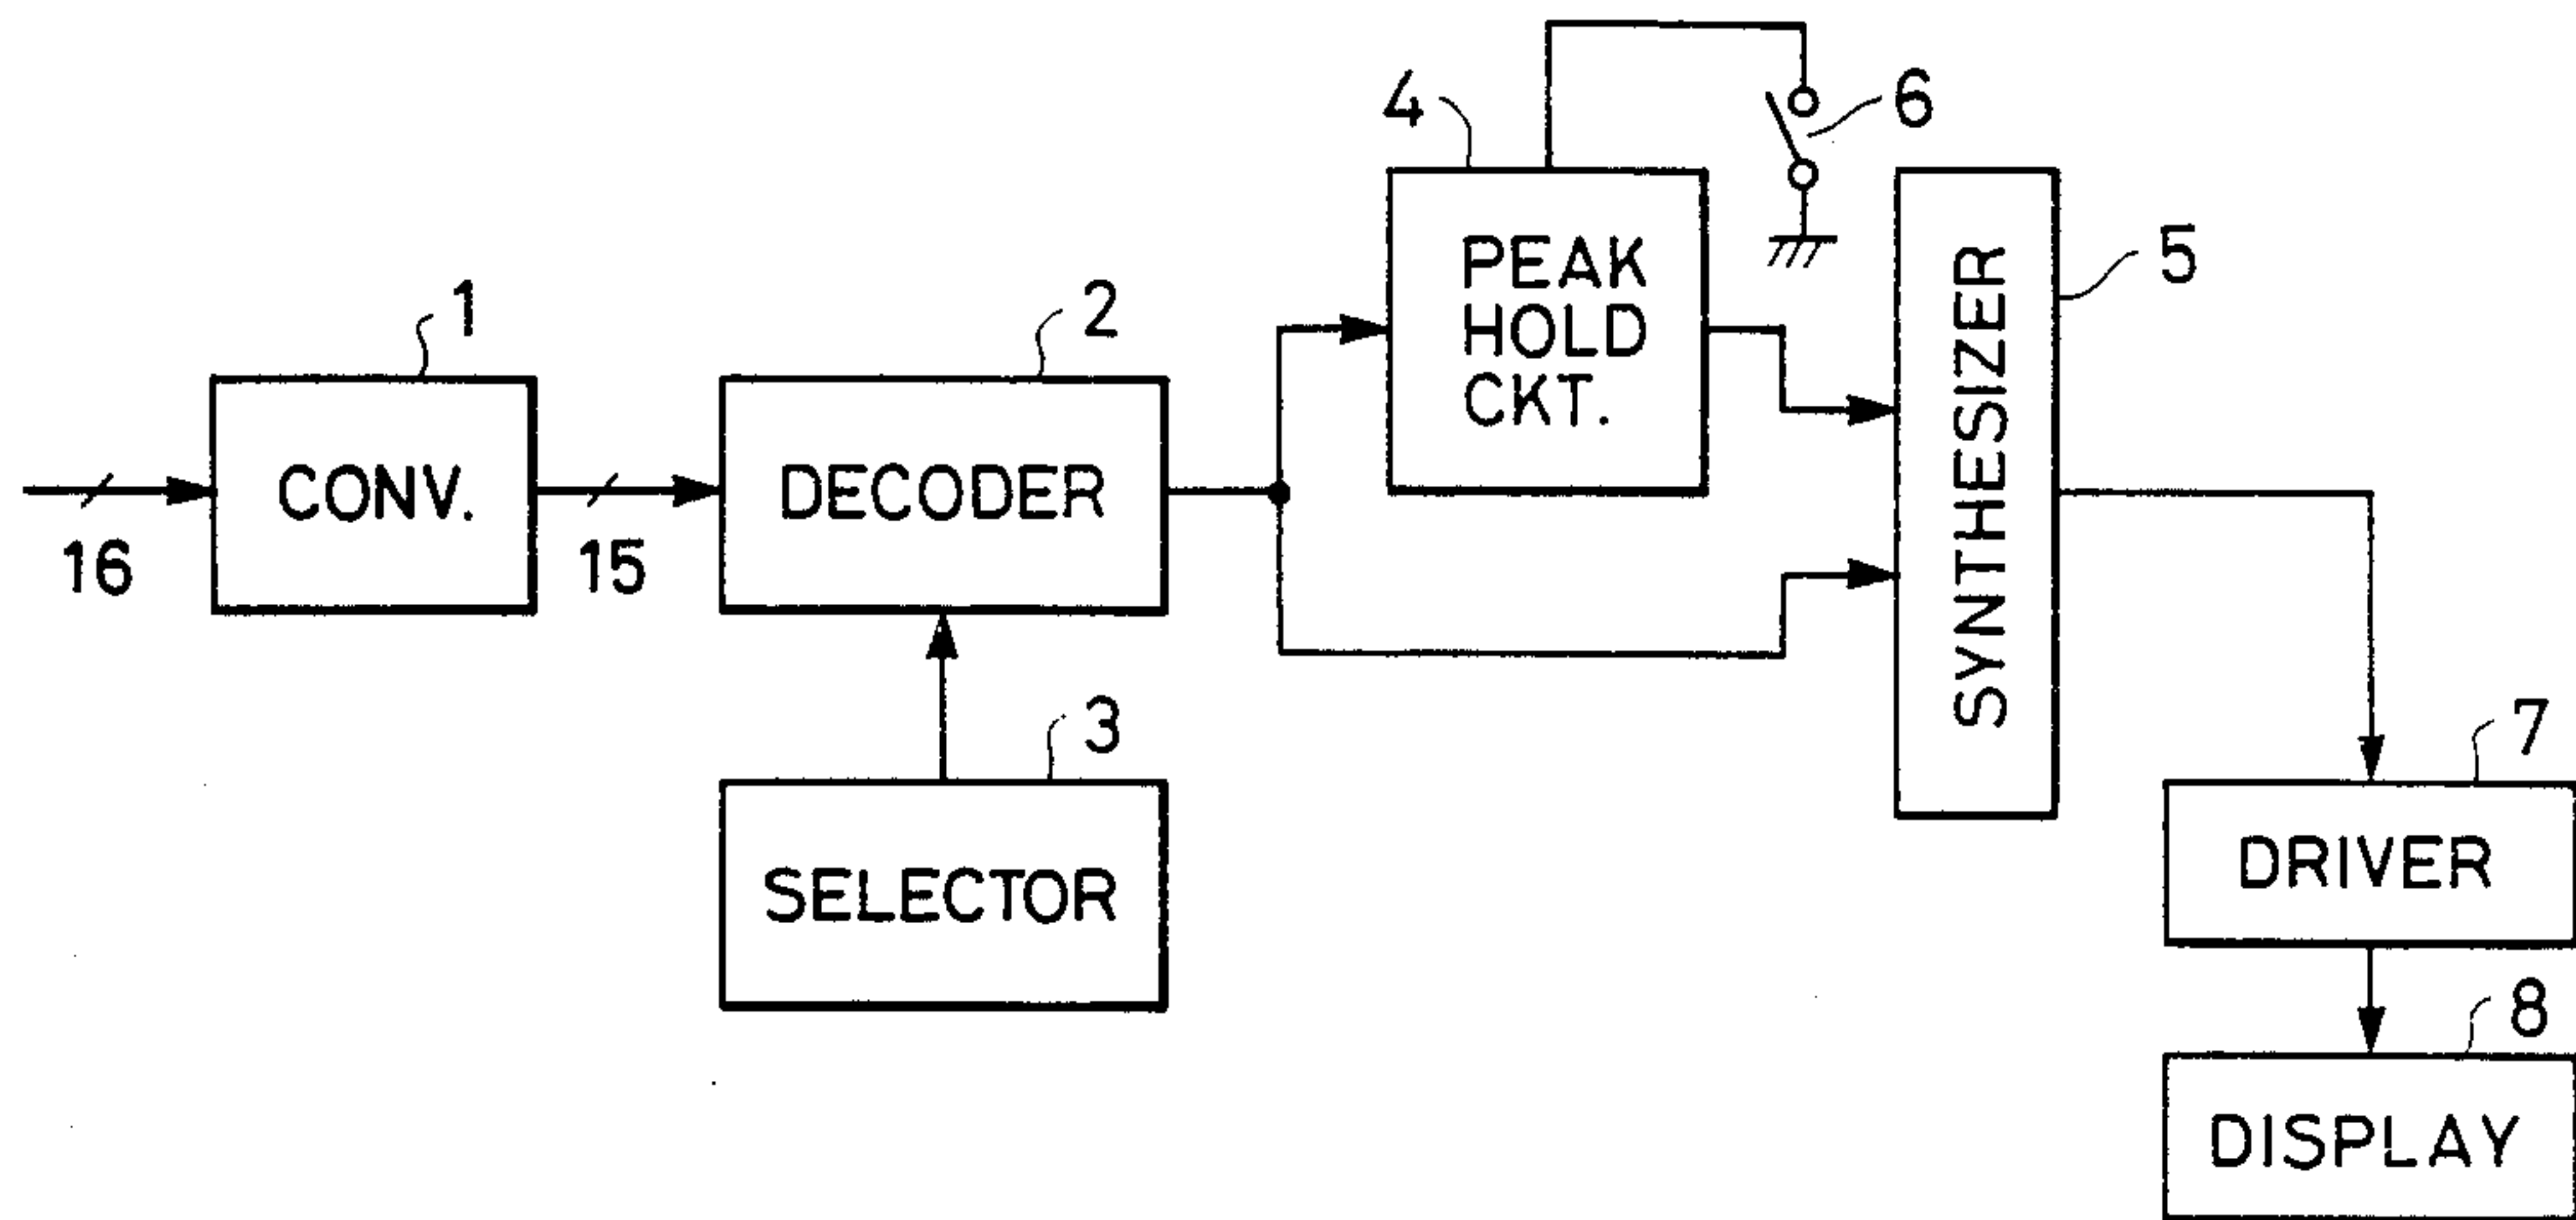 4
6
PEAK
HOLD
CKT.
5
SYNTHESIZER
1
2
CONV.
DECODER
16
15
3
SELECTOR
7
DRIVER
8
DISPLAY